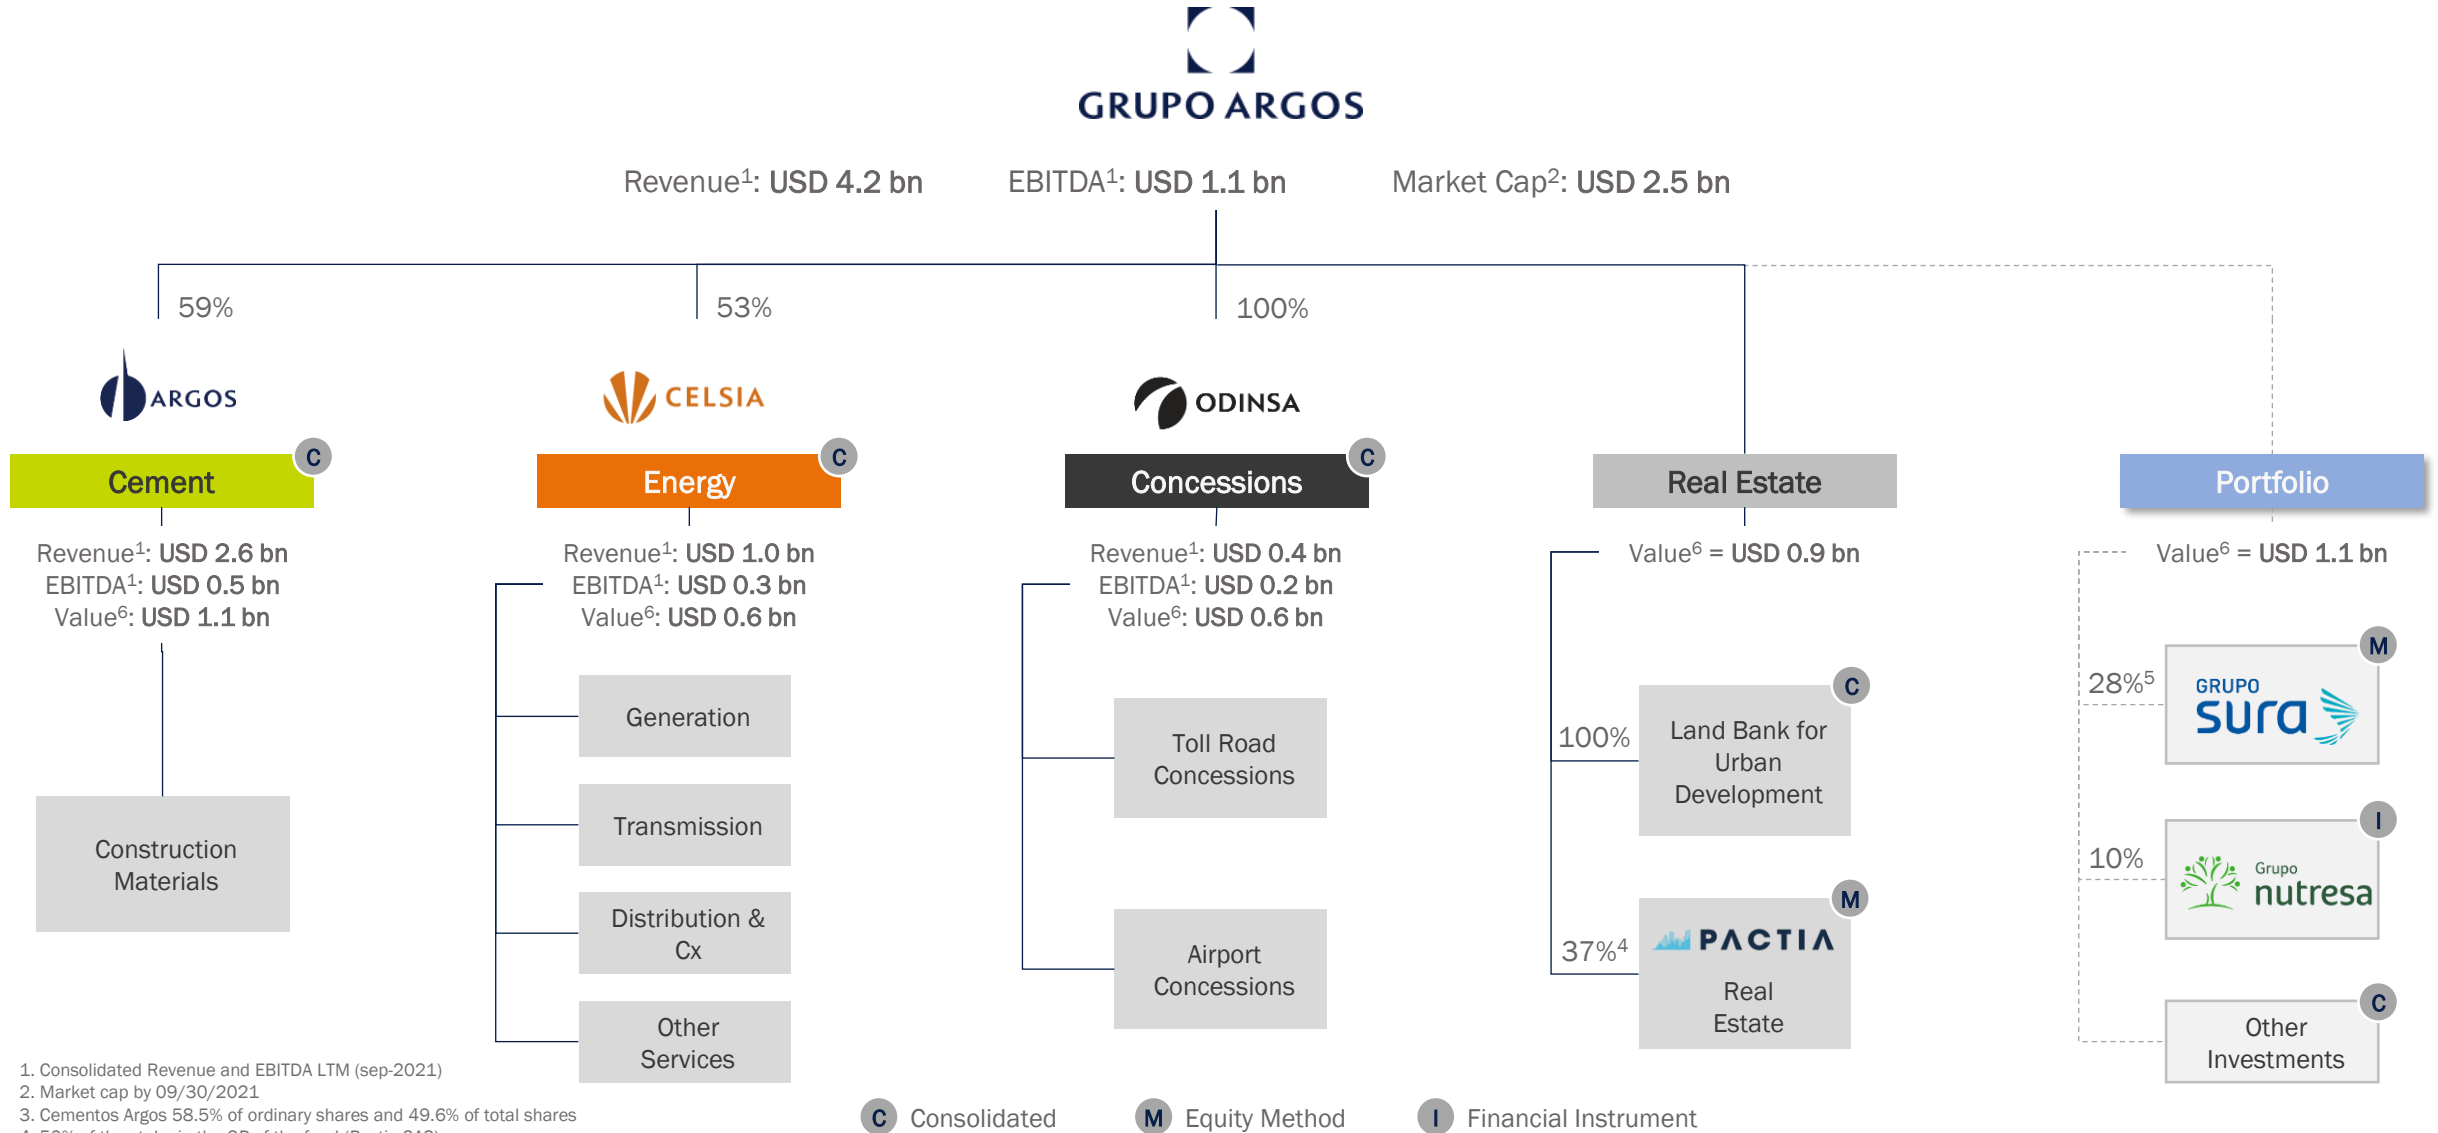 GRUPO ARGOS
Revenue¹: USD 4.2 bn
EBITDA¹: USD 1.1 bn
Market Cap²: USD 2.5 bn
59%
53%
100%
ARGOS
CELSIA
ODINSA
C
C
C
Cement
Energy
Concessions
Real Estate
Portfolio
Revenue¹: USD 2.6 bn
EBITDA¹: USD 0.5 bn
Value⁶: USD 1.1 bn
Construction
Materials
Revenue¹: USD 1.0 bn
EBITDA¹: USD 0.3 bn
Value⁶: USD 0.6 bn
Generation
Transmission
Distribution &
Cx
Other
Services
Revenue¹: USD 0.4 bn
EBITDA¹: USD 0.2 bn
Value⁶: USD 0.6 bn
Toll Road
Concessions
Airport
Concessions
Value⁶ = USD 0.9 bn
C
100%
Land Bank for
Urban
Development
M
37%⁴
PACTIA
Real
Estate
Value⁶ = USD 1.1 bn
M
28%⁵
GRUPO
sura
I
10%
Grupo
nutresa
C
Other
Investments
1. Consolidated Revenue and EBITDA LTM (sep-2021)
2. Market cap by 09/30/2021
3. Cementos Argos 58.5% of ordinary shares and 49.6% of total shares
C Consolidated
M Equity Method
I Financial Instrument